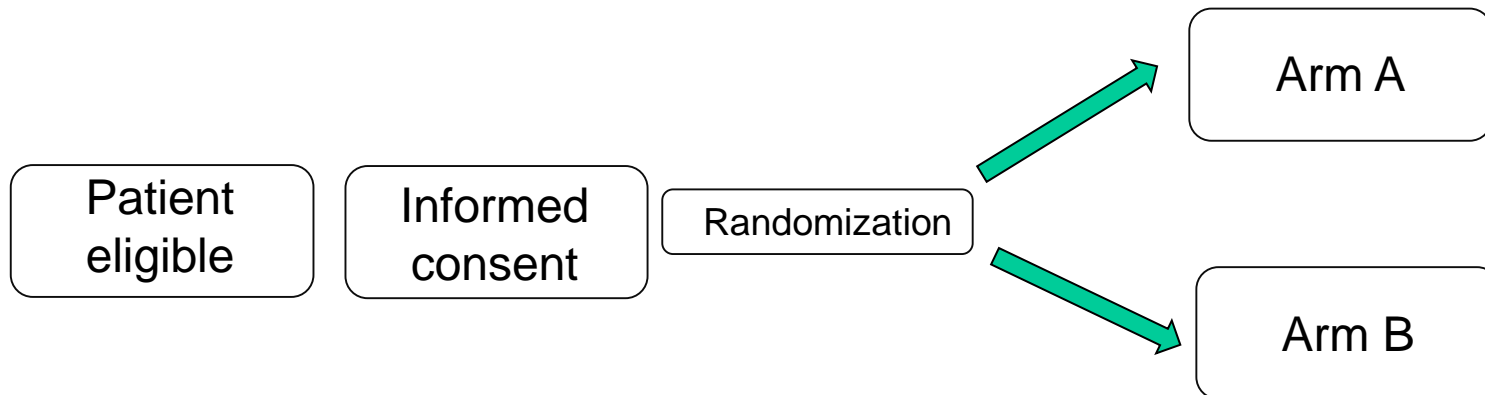 Patient
eligible
Informed
consent
Randomization
Arm A
Arm B